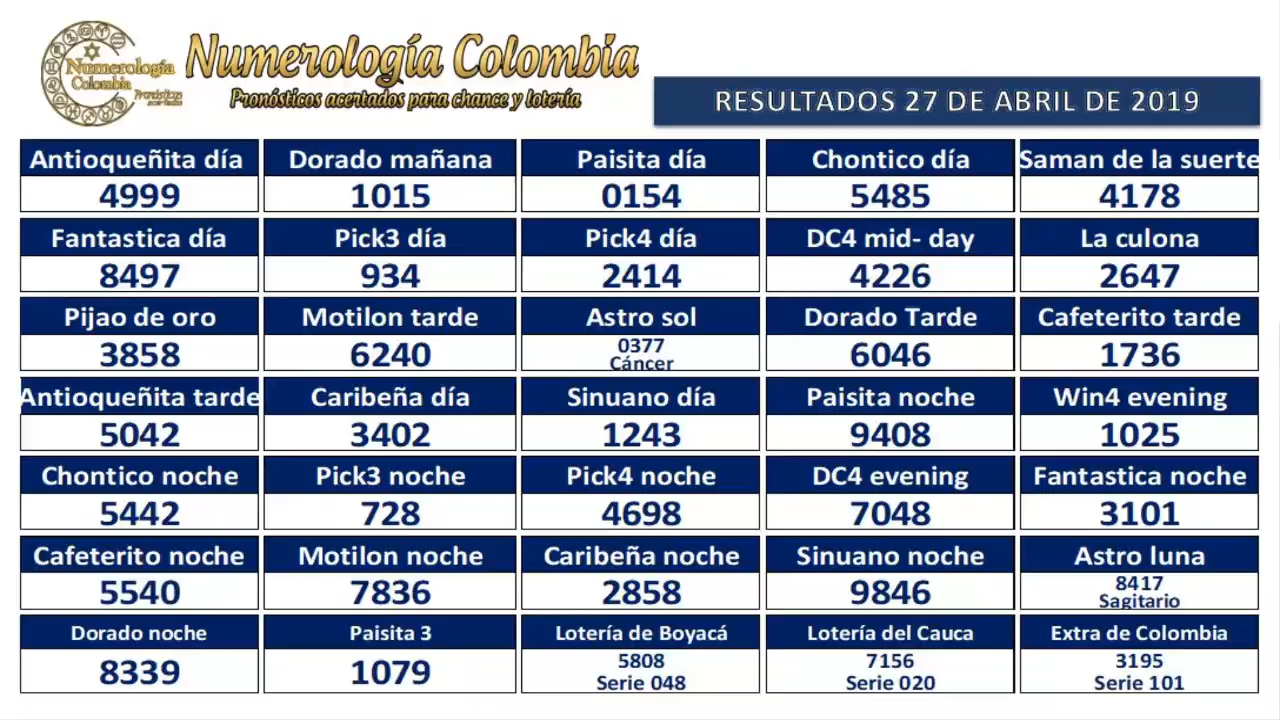 Numerología
Colombia
Pronósticos
acertados
Numerología Colombia
Pronósticos acertados para chance y lotería
RESULTADOS 27 DE ABRIL DE 2019
Antioqueñita día Dorado mañana Paisita día Chontico día Saman de la suerte
4999 1015 0154 5485 4178
Fantastica día Pick3 día Pick4 día DC4 mid- day La culona
8497 934 2414 4226 2647
Pijao de oro Motilon tarde Astro sol Dorado Tarde Cafeterito tarde
3858 6240 0377 6046 1736
Cáncer
Antioqueñita tarde Caribeña día Sinuano día Paisita noche Win4 evening
5042 3402 1243 9408 1025
Chontico noche Pick3 noche Pick4 noche DC4 evening Fantastica noche
5442 728 4698 7048 3101
Cafeterito noche Motilon noche Caribeña noche Sinuano noche Astro luna
5540 7836 2858 9846 8417
Sagitario
Dorado noche Paisita 3 Lotería de Boyacá Lotería del Cauca Extra de Colombia
8339 1079 5808 7156 3195
Serie 048 Serie 020 Serie 101